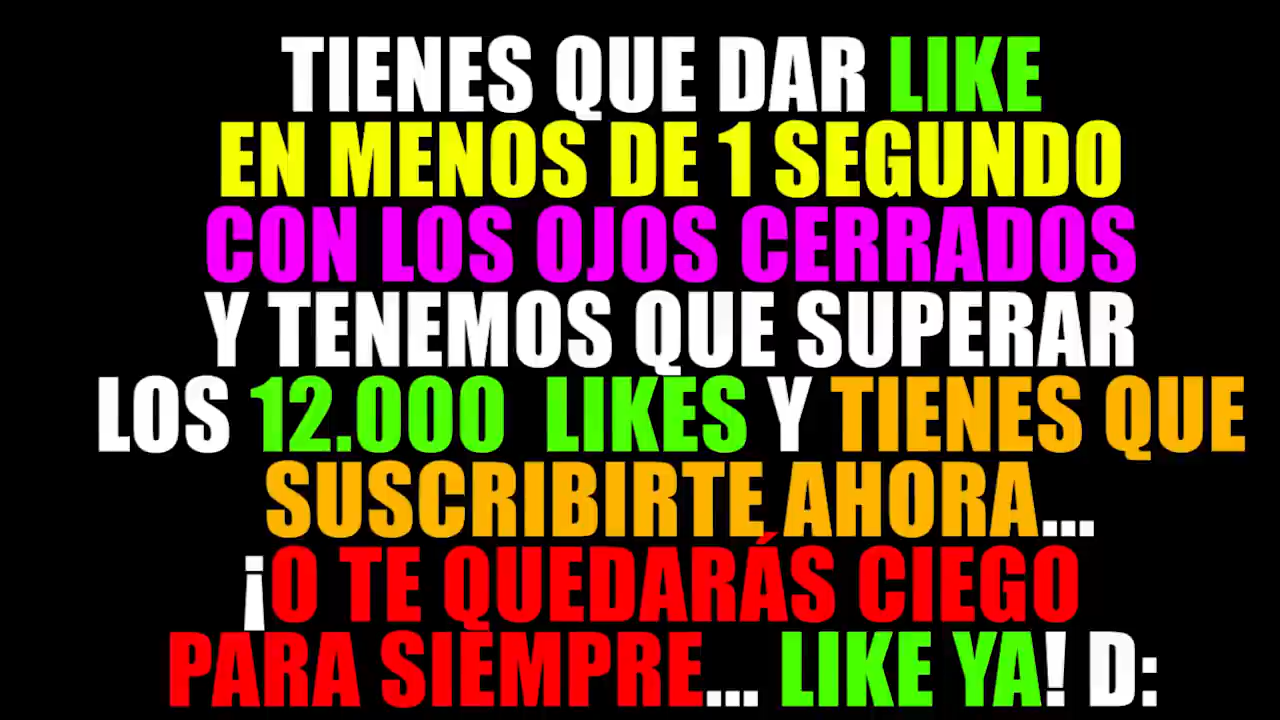 TIENES QUE DAR LIKE
EN MENOS DE 1 SEGUNDO
CON LOS OJOS CERRADOS
Y TENEMOS QUE SUPERAR
LOS 12.000 LIKES Y TIENES QUE
SUSCRIBIRTE AHORA...
¡O TE QUEDARÁS CIEGO
PARA SIEMPRE... LIKE YA! D: